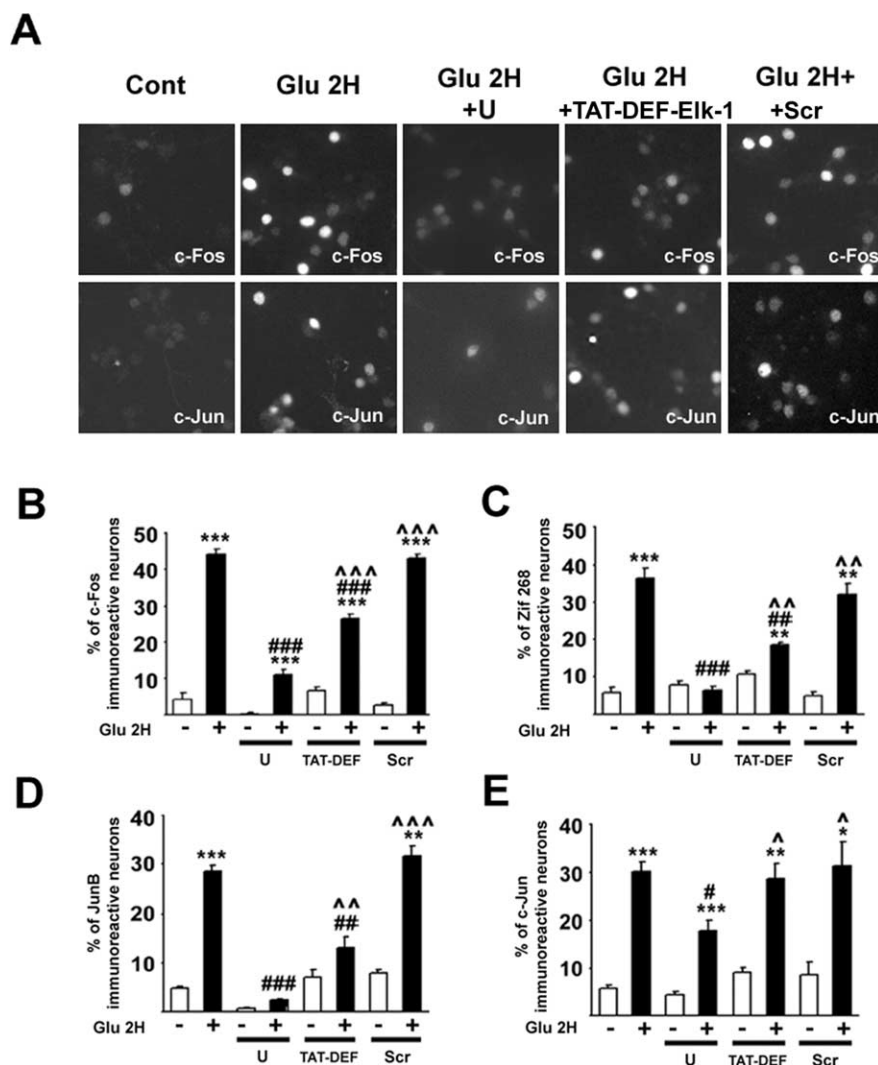 A
Cont
Glu 2H
Glu 2H
+U
Glu 2H
+TAT-DEF-Elk-1
Glu 2H+
+Scr
c-Fos
c-Fos
c-Fos
c-Fos
c-Fos
c-Jun
c-Jun
c-Jun
c-Jun
c-Jun
B
% of c-Fos
immunoreactive neurons
50
40
30
20
10
***
###
***
^^^
###
***
^^^
***
Glu 2H
- + - + - + - +
U TAT-DEF Scr
C
% of Zif 268
immunoreactive neurons
50
40
30
20
10
***
###
^^
##
**
^^
**
Glu 2H
- + - + - + - +
U TAT-DEF Scr
D
% of JunB
immunoreactive neurons
40
30
20
10
***
###
^^
##
^^^
**
Glu 2H
- + - + - + - +
U TAT-DEF Scr
E
% of c-Jun
immunoreactive neurons
40
30
20
10
***
#
***
^
**
^
*
Glu 2H
- + - + - + - +
U TAT-DEF Scr